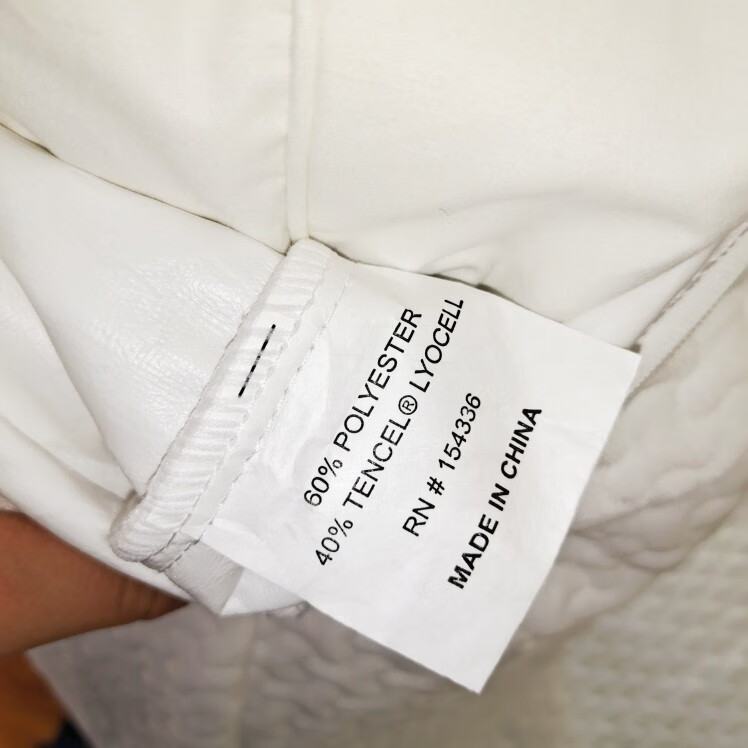 60% POLYESTER
40% TENCEL® LYOCELL
RN # 154336
MADE IN CHINA